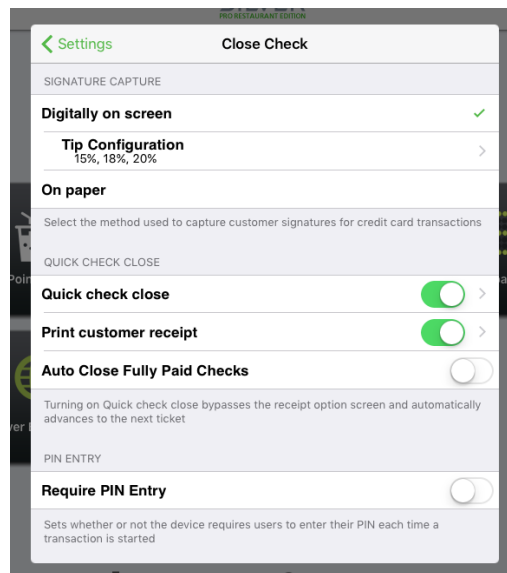 PRO RESTAURANT EDITION
Settings
Close Check
SIGNATURE CAPTURE
Digitally on screen
Tip Configuration
15%, 18%, 20%
On paper
Select the method used to capture customer signatures for credit card transactions
QUICK CHECK CLOSE
Quick check close
Print customer receipt
Auto Close Fully Paid Checks
Turning on Quick check close bypasses the receipt option screen and automatically
advances to the next ticket
PIN ENTRY
Require PIN Entry
Sets whether or not the device requires users to enter their PIN each time a
transaction is started